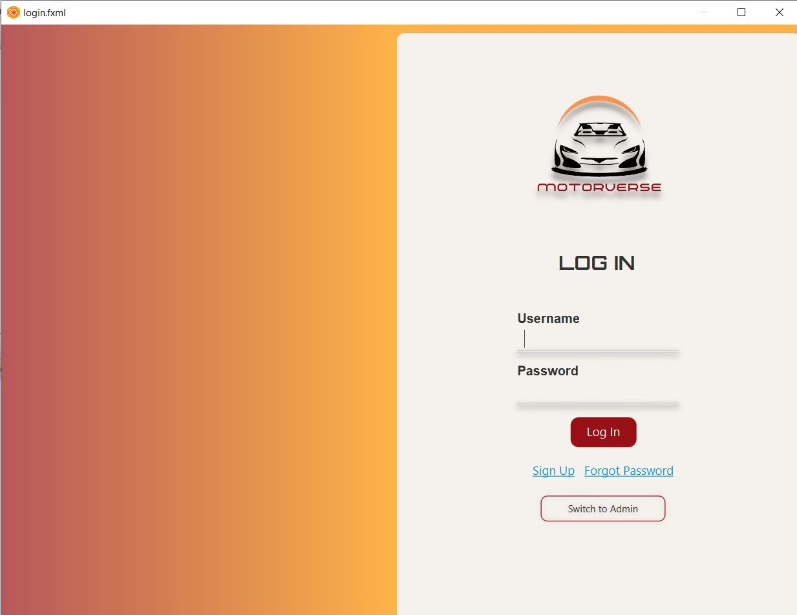 login.fxml
MOTORVERSE
LOG IN
Username
Password
Log In
Sign Up Forgot Password
Switch to Admin